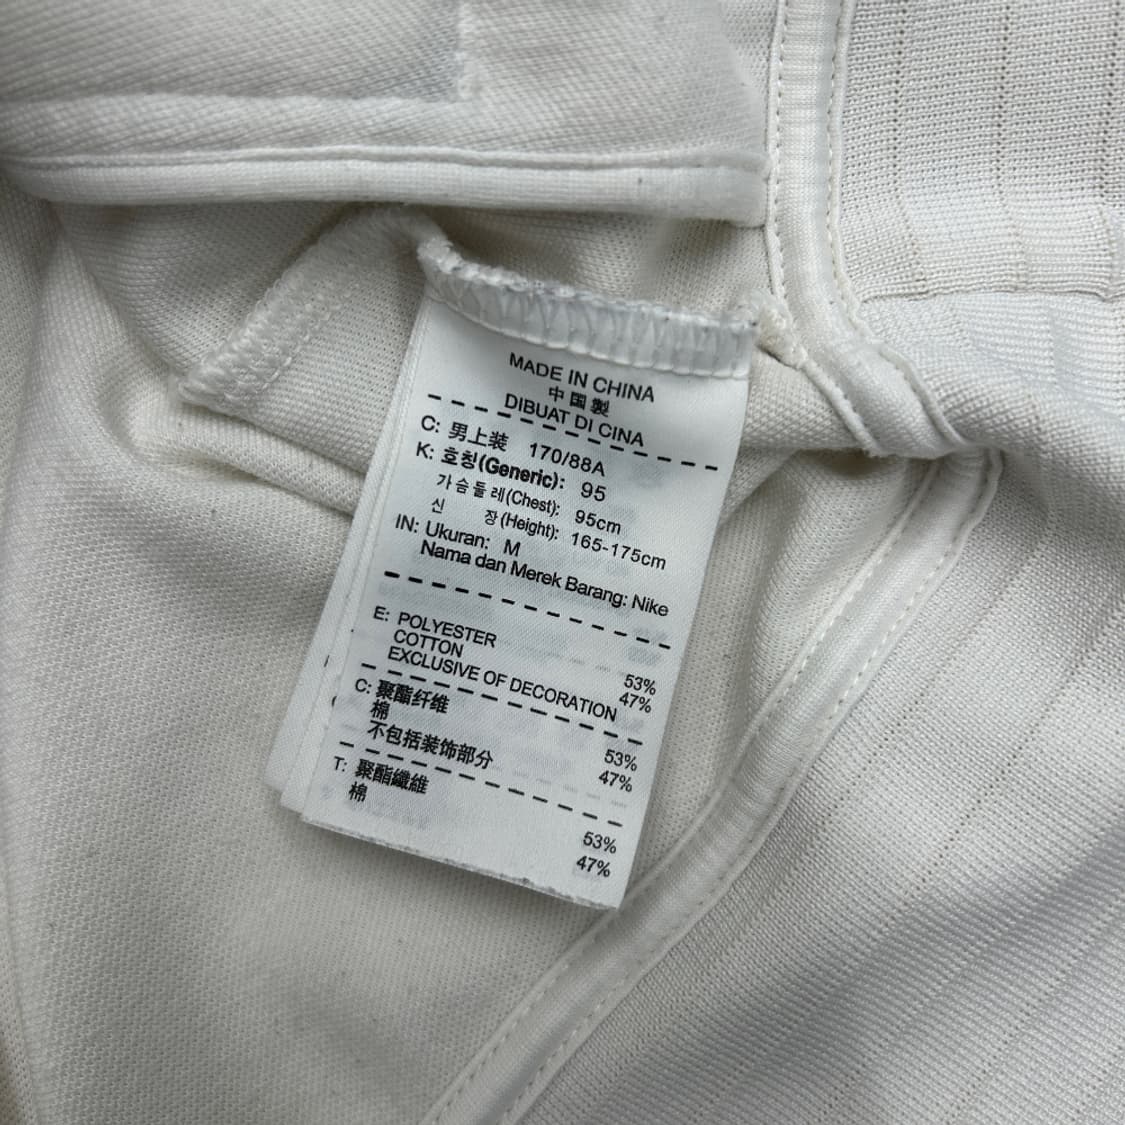 MADE IN CHINA
中国製
DIBUAT DI CINA
C: 男上装 170/88A
K: 호칭(Generic): 95
가슴둘레(Chest): 95cm
신 장(Height): 165-175cm
IN: Ukuran: M
Nama dan Merek Barang: Nike
E: POLYESTER 53%
COTTON 47%
EXCLUSIVE OF DECORATION
C: 聚酯纤维 53%
棉 47%
不包括装饰部分
T: 聚酯纖維 53%
棉 47%